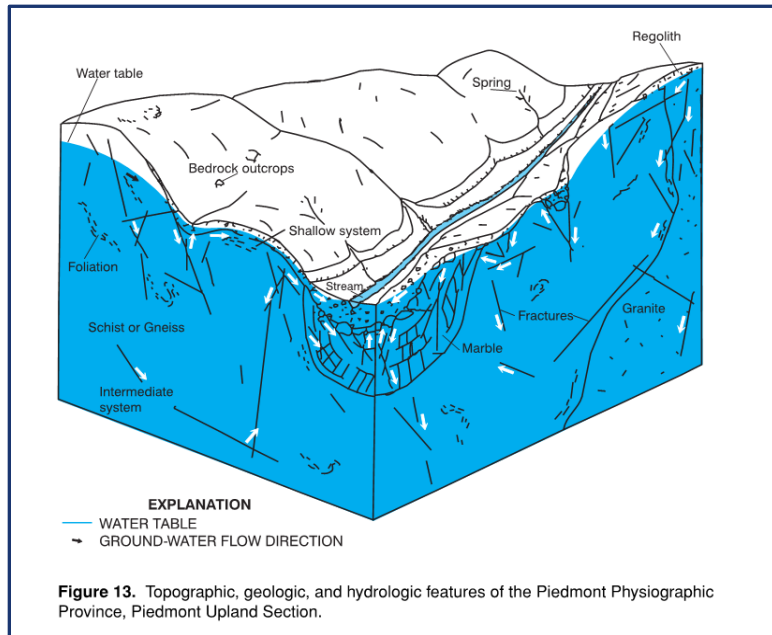 Regolith
Water table
Spring
Bedrock outcrops
Shallow system
Foliation
Stream
Fractures
Granite
Schist or Gneiss
Marble
Intermediate
system
EXPLANATION
WATER TABLE
GROUND-WATER FLOW DIRECTION
Figure 13. Topographic, geologic, and hydrologic features of the Piedmont Physiographic
Province, Piedmont Upland Section.